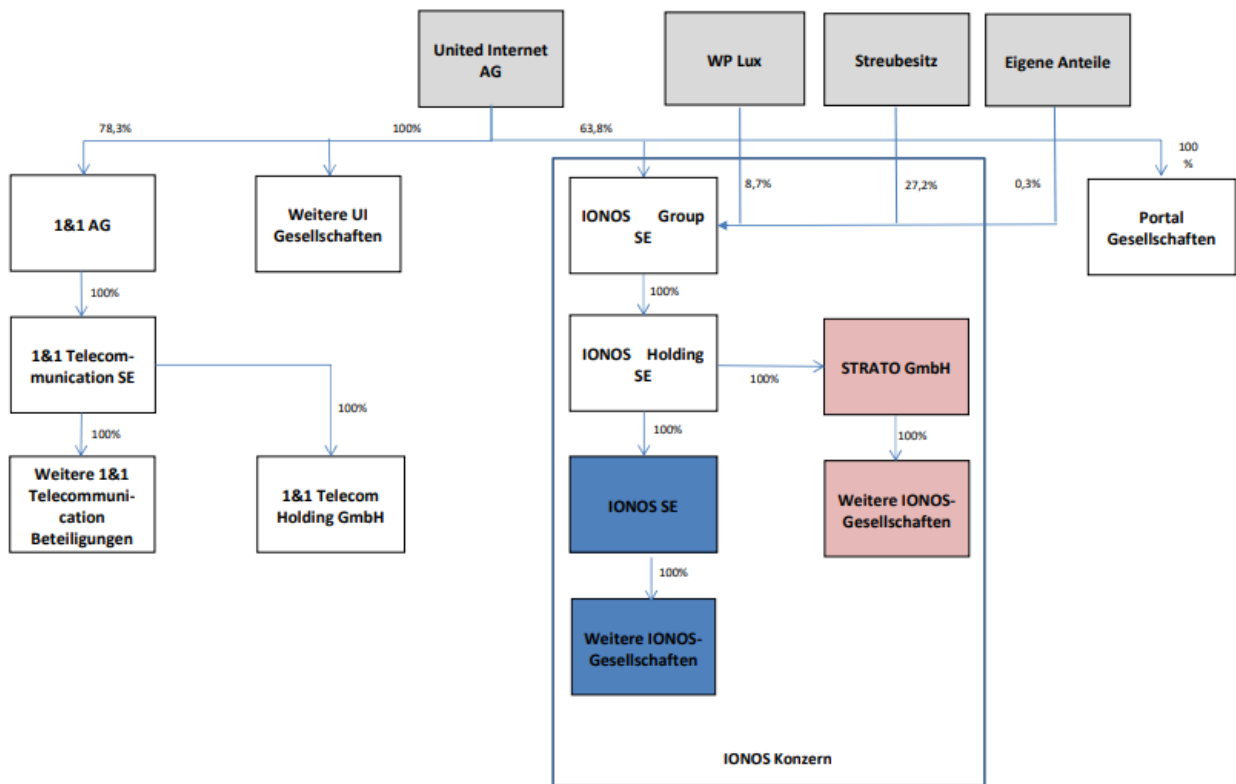 United Internet
AG
WP Lux
Streubesitz
Eigene Anteile
78,3%
100%
63,8%
100
%
8,7%
27,2%
0,3%
1&1 AG
Weitere UI
Gesellschaften
IONOS Group
SE
Portal
Gesellschaften
100%
100%
1&1 Telecom-
munication SE
IONOS Holding
SE
100%
STRATO GmbH
100%
100%
100%
100%
Weitere 1&1
Telecommuni-
cation
Beteiligungen
1&1 Telecom
Holding GmbH
IONOS SE
Weitere IONOS-
Gesellschaften
100%
Weitere IONOS-
Gesellschaften
IONOS Konzern